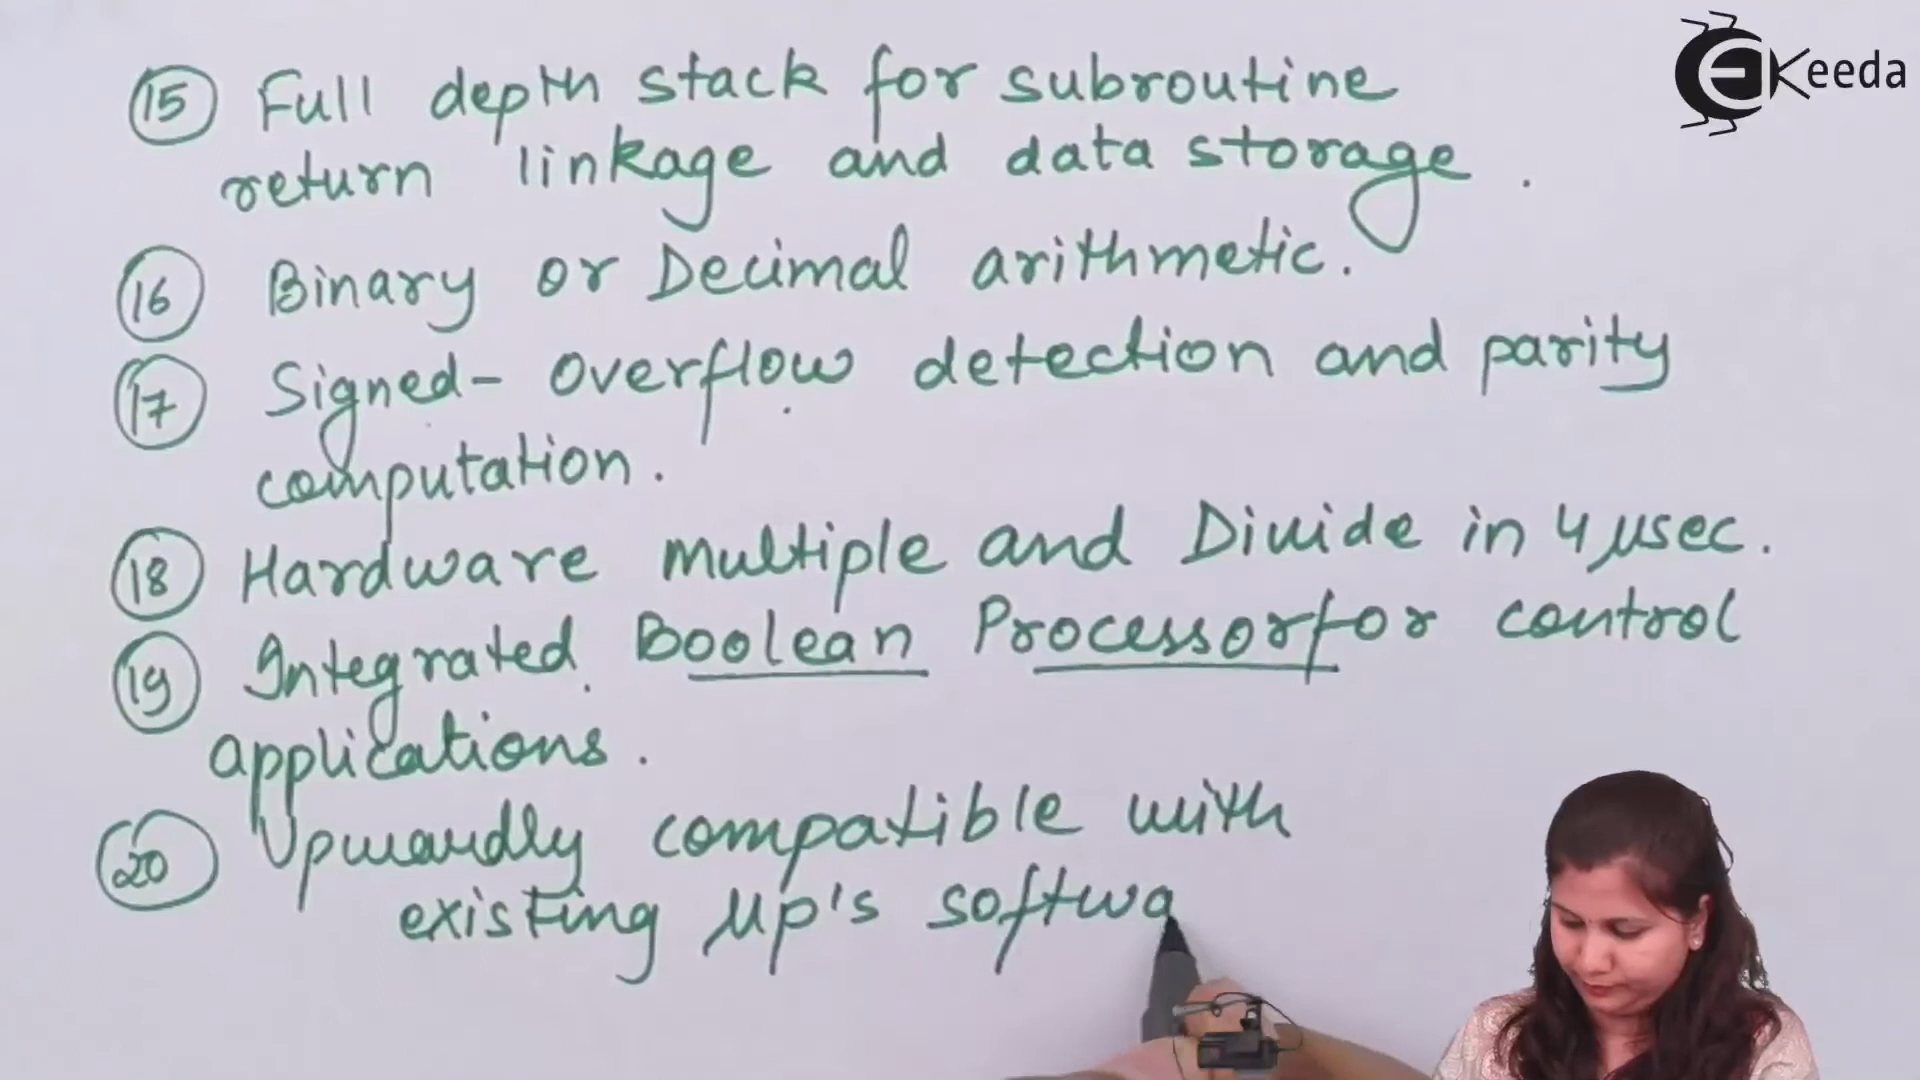 EKeeda
15 Full depth stack for subroutine
return linkage and data storage .
16 Binary or Decimal arithmetic.
17 Signed- overflow detection and parity
computation.
18 Hardware multiple and Divide in 4 μsec.
19 Integrated Boolean Processor for control
applications.
20 Upwardly compatible with
existing μp's softwa